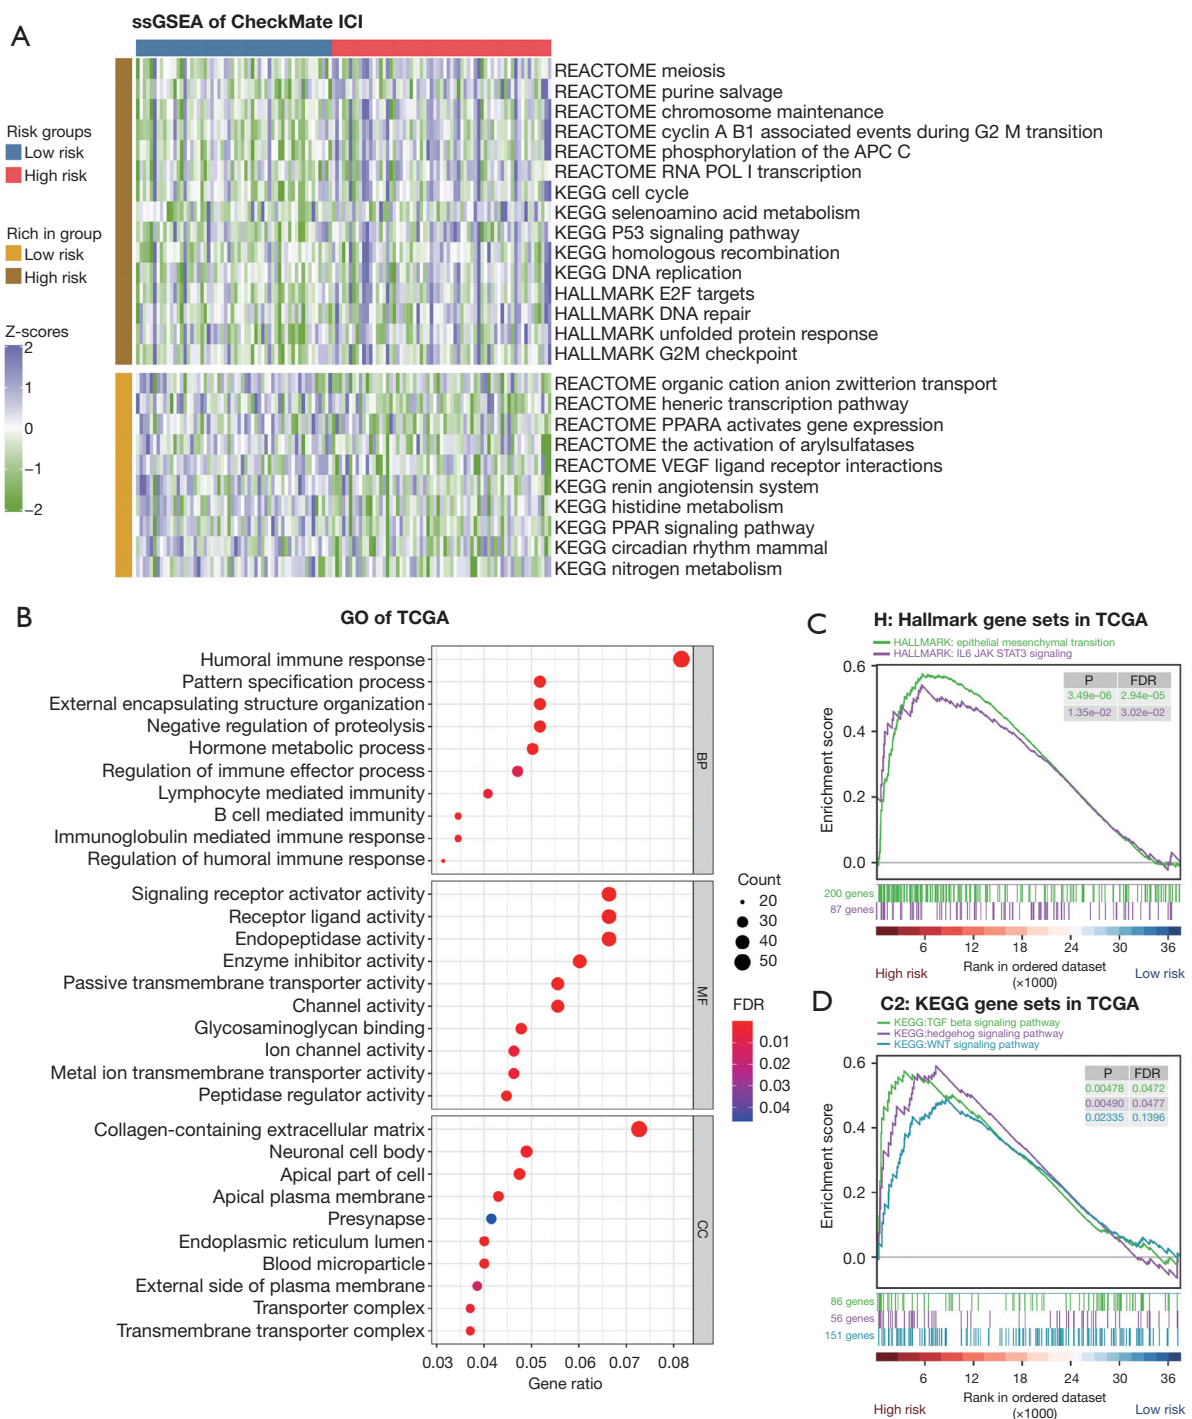 A
ssGSEA of CheckMate ICI
Risk groups
Low risk
High risk
Rich in group
Low risk
High risk
Z-scores
2
1
0
−1
−2
REACTOME meiosis
REACTOME purine salvage
REACTOME chromosome maintenance
REACTOME cyclin A B1 associated events during G2 M transition
REACTOME phosphorylation of the APC C
REACTOME RNA POL I transcription
KEGG cell cycle
KEGG selenoamino acid metabolism
KEGG P53 signaling pathway
KEGG homologous recombination
KEGG DNA replication
HALLMARK E2F targets
HALLMARK DNA repair
HALLMARK unfolded protein response
HALLMARK G2M checkpoint
REACTOME organic cation anion zwitterion transport
REACTOME heneric transcription pathway
REACTOME PPARA activates gene expression
REACTOME the activation of arylsulfatases
REACTOME VEGF ligand receptor interactions
KEGG renin angiotensin system
KEGG histidine metabolism
KEGG PPAR signaling pathway
KEGG circadian rhythm mammal
KEGG nitrogen metabolism
B
GO of TCGA
Humoral immune response
Pattern specification process
External encapsulating structure organization
Negative regulation of proteolysis
Hormone metabolic process
Regulation of immune effector process
Lymphocyte mediated immunity
B cell mediated immunity
Immunoglobulin mediated immune response
Regulation of humoral immune response
BP
Signaling receptor activator activity
Receptor ligand activity
Endopeptidase activity
Enzyme inhibitor activity
Passive transmembrane transporter activity
Channel activity
Glycosaminoglycan binding
Ion channel activity
Metal ion transmembrane transporter activity
Peptidase regulator activity
MF
Collagen-containing extracellular matrix
Neuronal cell body
Apical part of cell
Apical plasma membrane
Presynapse
Endoplasmic reticulum lumen
Blood microparticle
External side of plasma membrane
Transporter complex
Transmembrane transporter complex
CC
0.03 0.04 0.05 0.06 0.07 0.08
Gene ratio
Count
20
30
40
50
FDR
0.01
0.02
0.03
0.04
C
H: Hallmark gene sets in TCGA
HALLMARK: epithelial mesenchymal transition
HALLMARK: IL6 JAK STAT3 signaling
P FDR
3.49e−06 2.94e−05
1.35e−02 3.02e−02
Enrichment score
0.6
0.4
0.2
0.0
200 genes
87 genes
6 12 18 24 30 36
High risk
Rank in ordered dataset
(×1000)
Low risk
D
C2: KEGG gene sets in TCGA
KEGG:TGF beta signaling pathway
KEGG:hedgehog signaling pathway
KEGG:WNT signaling pathway
P FDR
0.00478 0.0472
0.00490 0.0477
0.02335 0.1396
Enrichment score
0.6
0.4
0.2
0.0
86 genes
56 genes
151 genes
6 12 18 24 30 36
High risk
Rank in ordered dataset
(×1000)
Low risk